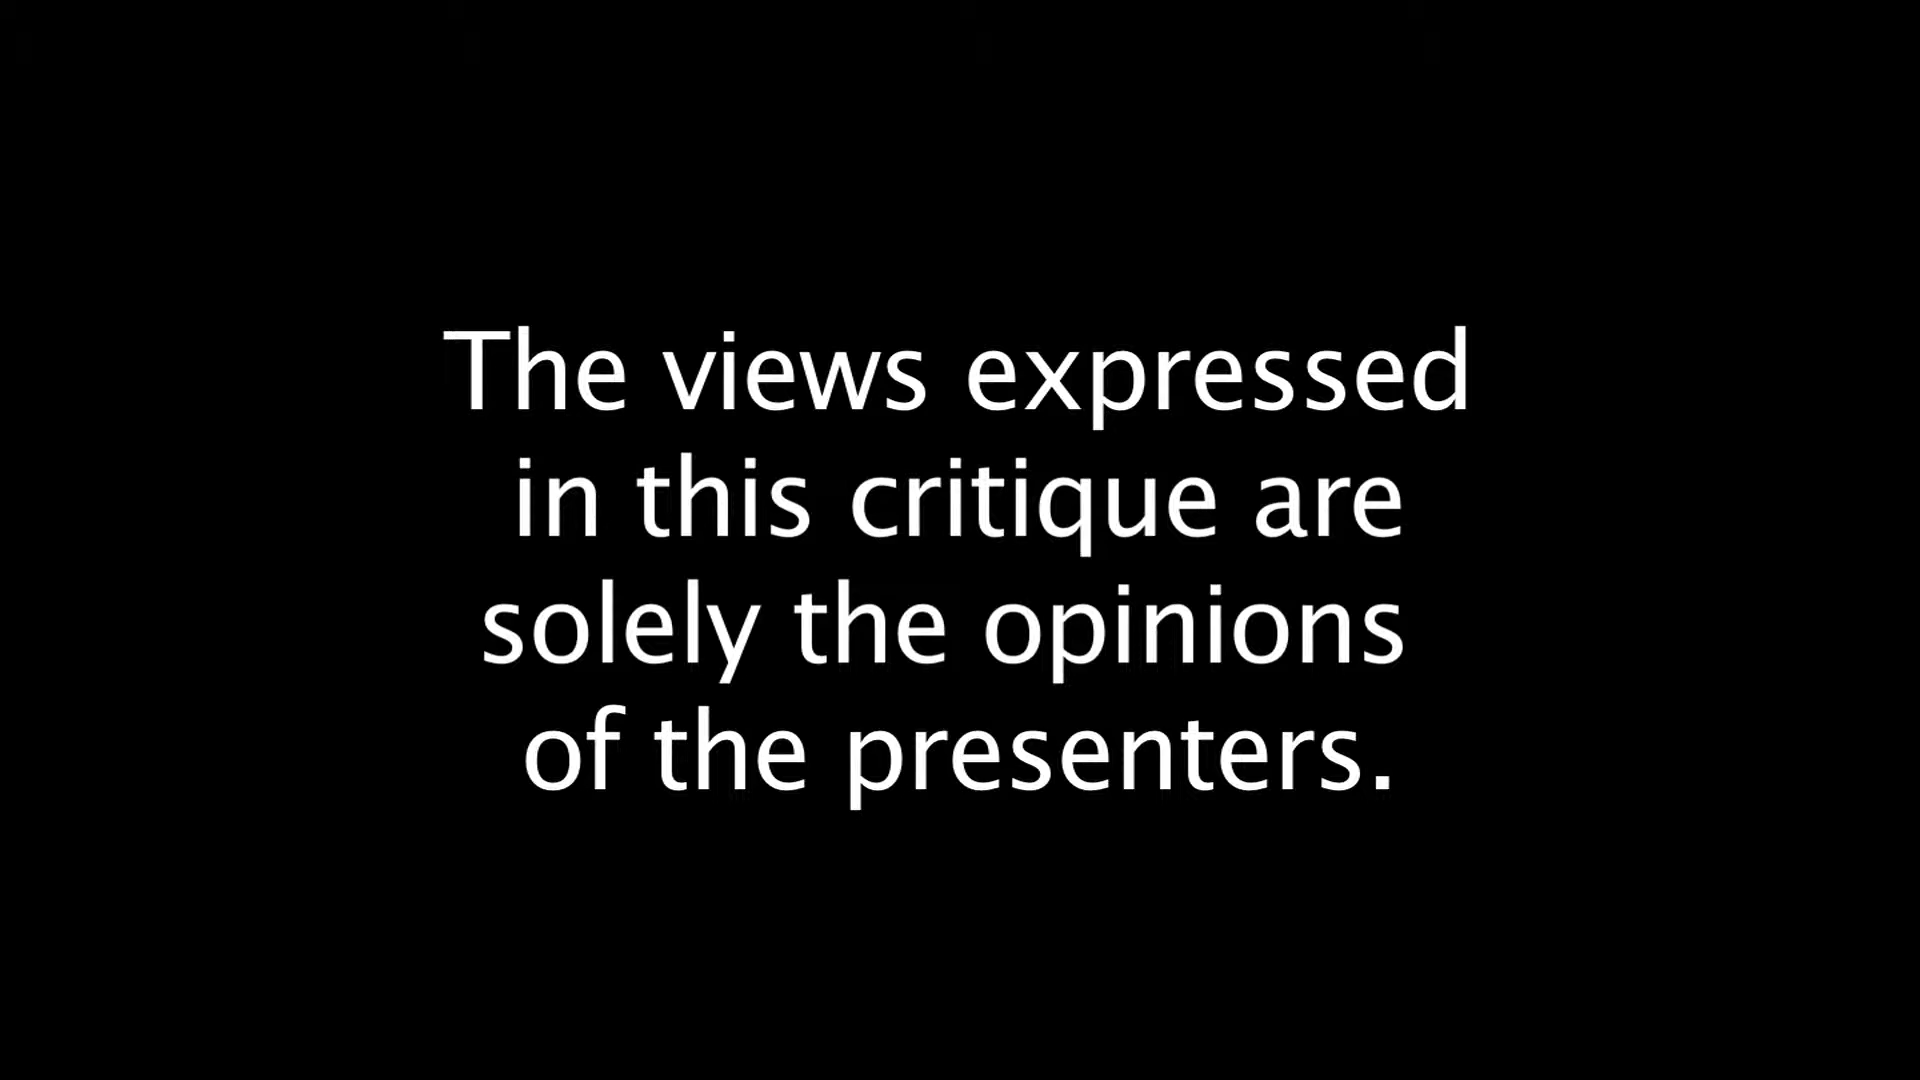 The views expressed
in this critique are
solely the opinions
of the presenters.